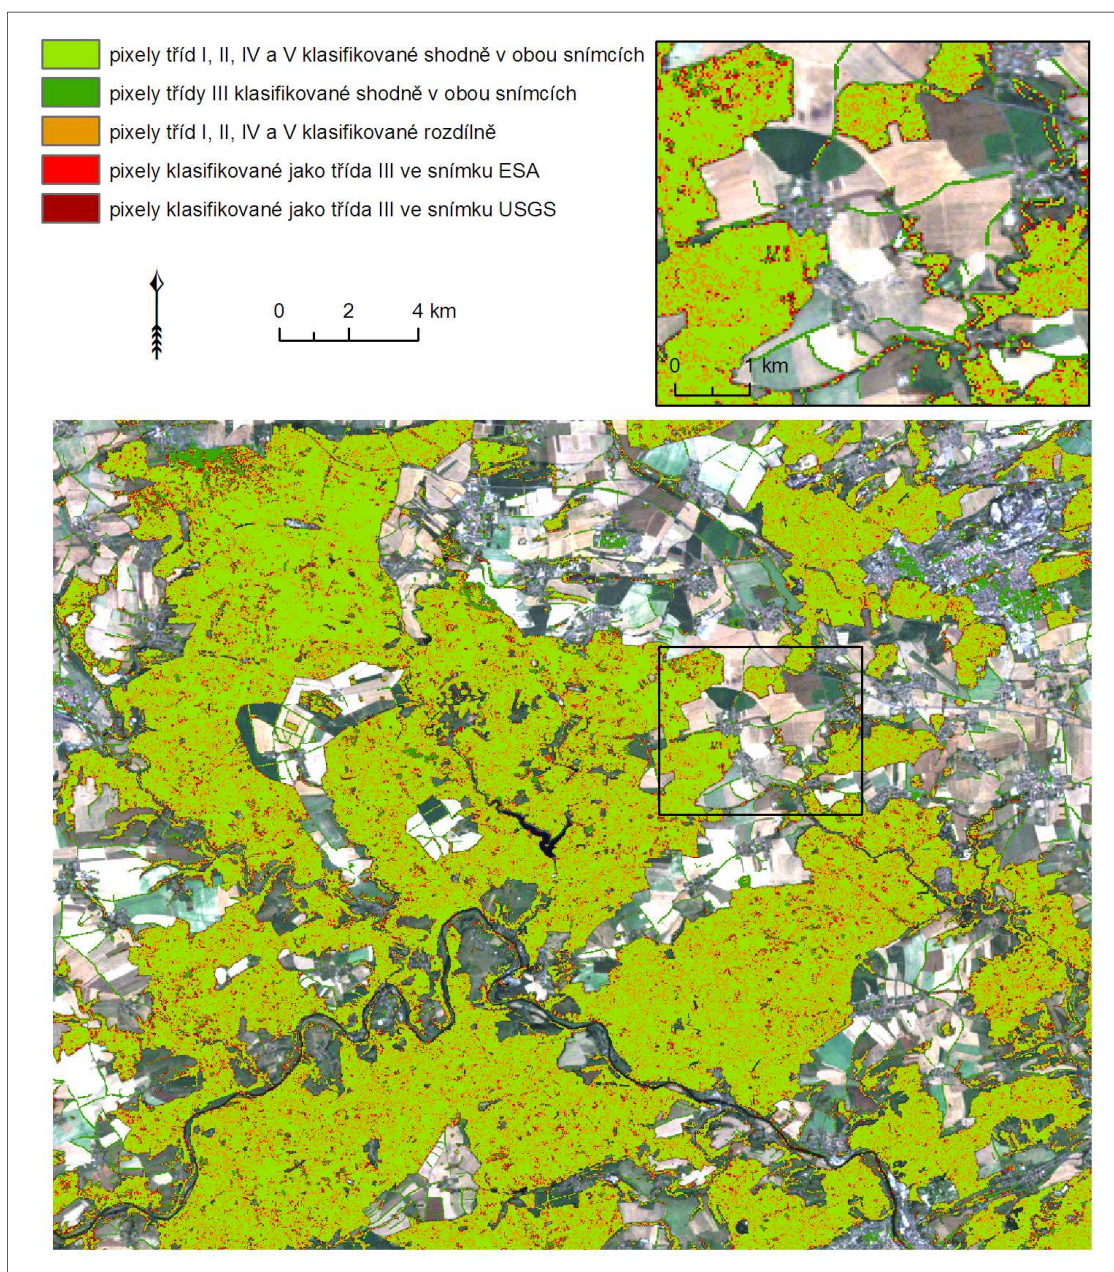 pixely tříd I, II, IV a V klasifikované shodně v obou snímcích
pixely třídy III klasifikované shodně v obou snímcích
pixely tříd I, II, IV a V klasifikované rozdílně
pixely klasifikované jako třída III ve snímku ESA
pixely klasifikované jako třída III ve snímku USGS
0 2 4 km
0 1 km